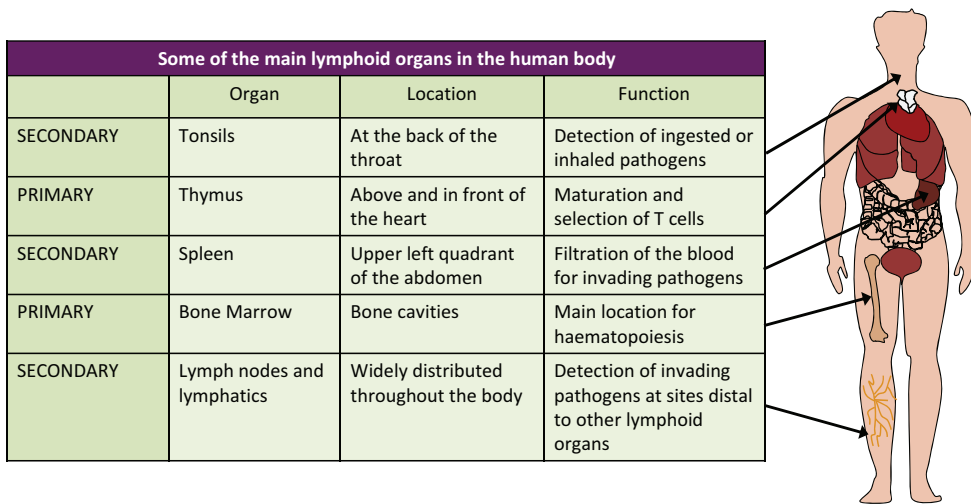 Some of the main lymphoid organs in the human body
Organ Location Function
SECONDARY Tonsils At the back of the throat Detection of ingested or inhaled pathogens
PRIMARY Thymus Above and in front of the heart Maturation and selection of T cells
SECONDARY Spleen Upper left quadrant of the abdomen Filtration of the blood for invading pathogens
PRIMARY Bone Marrow Bone cavities Main location for haematopoiesis
SECONDARY Lymph nodes and lymphatics Widely distributed throughout the body Detection of invading pathogens at sites distal to other lymphoid organs